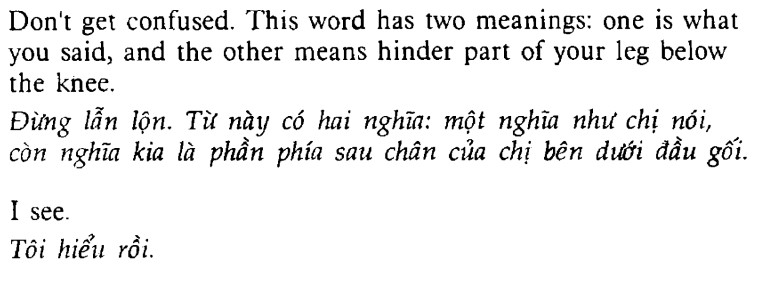 Don't get confused. This word has two meanings: one is what
you said, and the other means hinder part of your leg below
the knee.
Đừng lẫn lộn. Từ này có hai nghĩa: một nghĩa như chị nói,
còn nghĩa kia là phần phía sau chân của chị bên dưới đầu gối.
I see.
Tôi hiểu rồi.